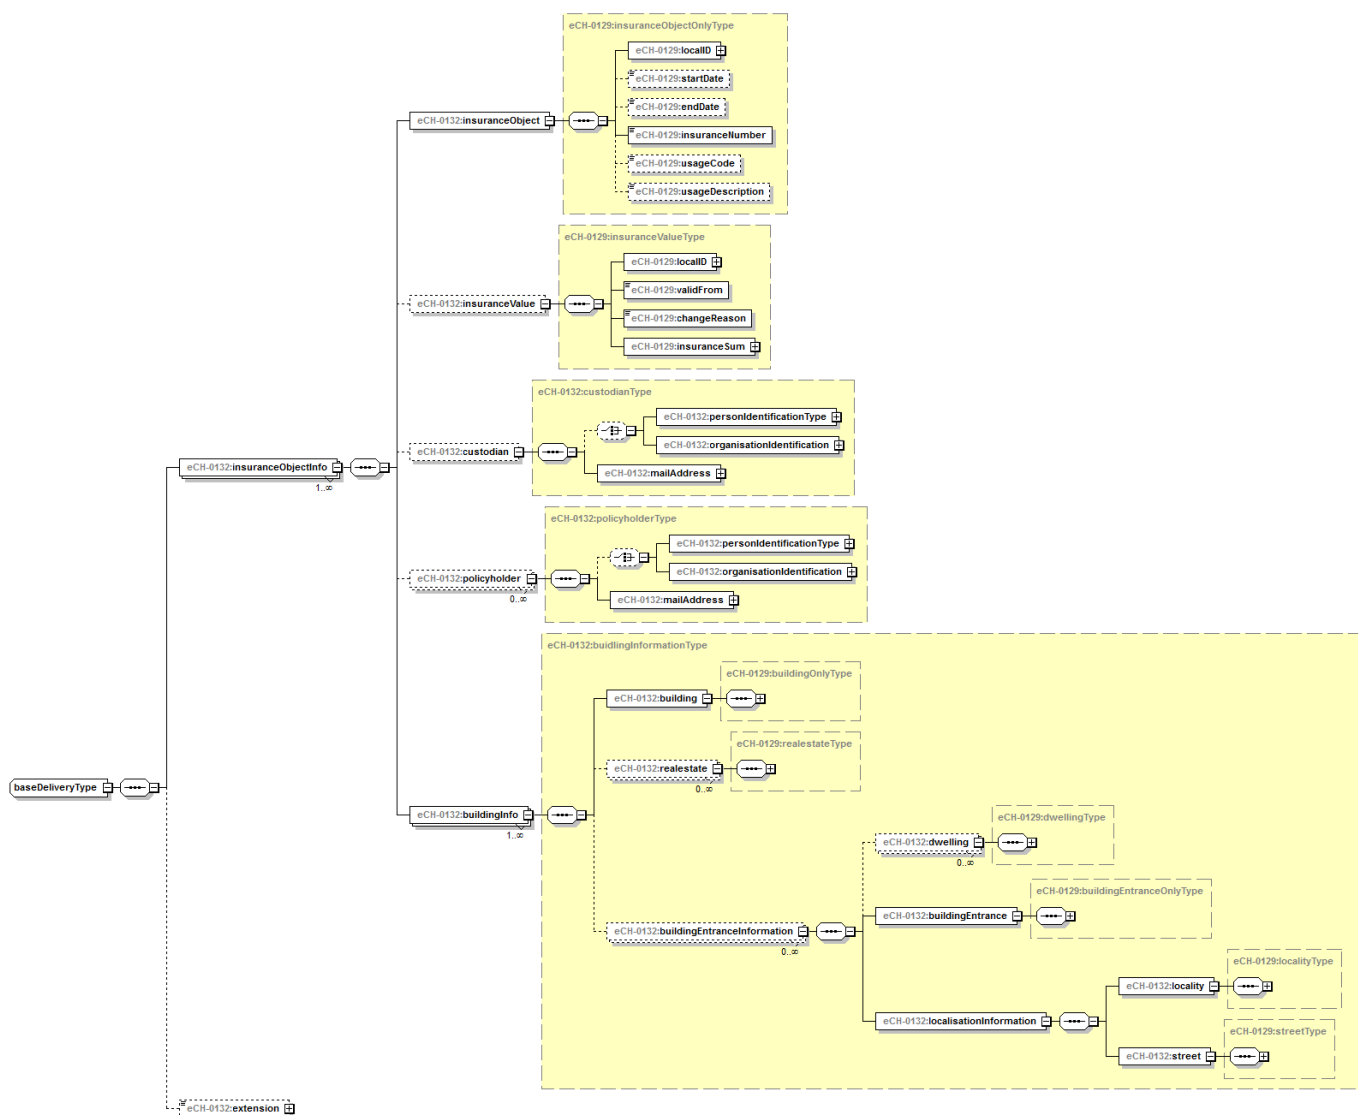 eCH-0129:insuranceObjectOnlyType
eCH-0129:localID
eCH-0129:startDate
eCH-0129:endDate
eCH-0132:insuranceObject
eCH-0129:insuranceNumber
eCH-0129:usageCode
eCH-0129:usageDescription
eCH-0129:insuranceValueType
eCH-0129:localID
eCH-0129:validFrom
eCH-0132:insuranceValue
eCH-0129:changeReason
eCH-0129:insuranceSum
eCH-0132:custodianType
eCH-0132:personIdentificationType
eCH-0132:organisationIdentification
eCH-0132:custodian
eCH-0132:mailAddress
eCH-0132:insuranceObjectInfo
1..∞
eCH-0132:policyholderType
eCH-0132:personIdentificationType
eCH-0132:organisationIdentification
eCH-0132:policyholder
0..∞
eCH-0132:mailAddress
eCH-0132:buidlingInformationType
eCH-0129:buildingOnlyType
eCH-0132:building
eCH-0129:realestateType
eCH-0132:realestate
0..∞
baseDeliveryType
eCH-0132:buildingInfo
1..∞
eCH-0129:dwellingType
eCH-0132:dwelling
0..∞
eCH-0129:buildingEntranceOnlyType
eCH-0132:buildingEntrance
eCH-0132:buildingEntranceInformation
0..∞
eCH-0129:localityType
eCH-0132:locality
eCH-0132:localisationInformation
eCH-0129:streetType
eCH-0132:street
eCH-0132:extension